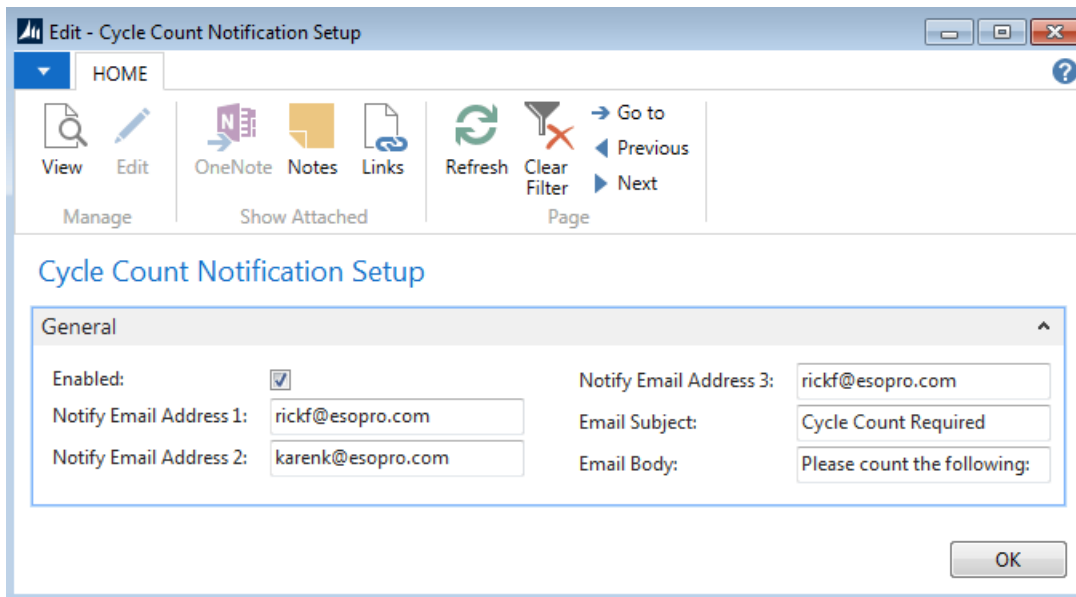 Edit - Cycle Count Notification Setup
HOME
View
Edit
OneNote
Notes
Links
Refresh
Clear
Filter
Go to
Previous
Next
Manage
Show Attached
Page
Cycle Count Notification Setup
General
Enabled:
Notify Email Address 1: rickf@esopro.com
Notify Email Address 2: karenk@esopro.com
Notify Email Address 3: rickf@esopro.com
Email Subject: Cycle Count Required
Email Body: Please count the following:
OK